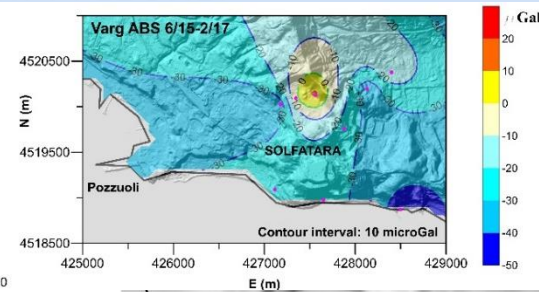 Varg ABS 6/15-2/17
μ Gal
4520500
4519500
4518500
N (m)
SOLFATARA
Pozzuoli
Contour interval: 10 microGal
425000 426000 427000 428000 429000
E (m)
20
10
0
-10
-20
-30
-40
-50